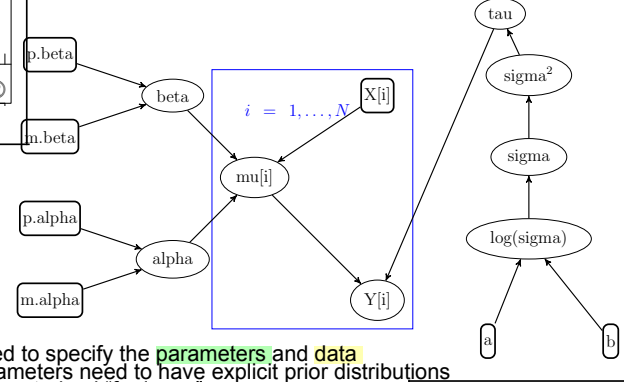 tau
p.beta
sigma²
beta
X[i]
i = 1,...,N
m.beta
sigma
mu[i]
p.alpha
log(sigma)
alpha
m.alpha
Y[i]
a
b
ed to specify the parameters and data
ameters need to have explicit prior distributions